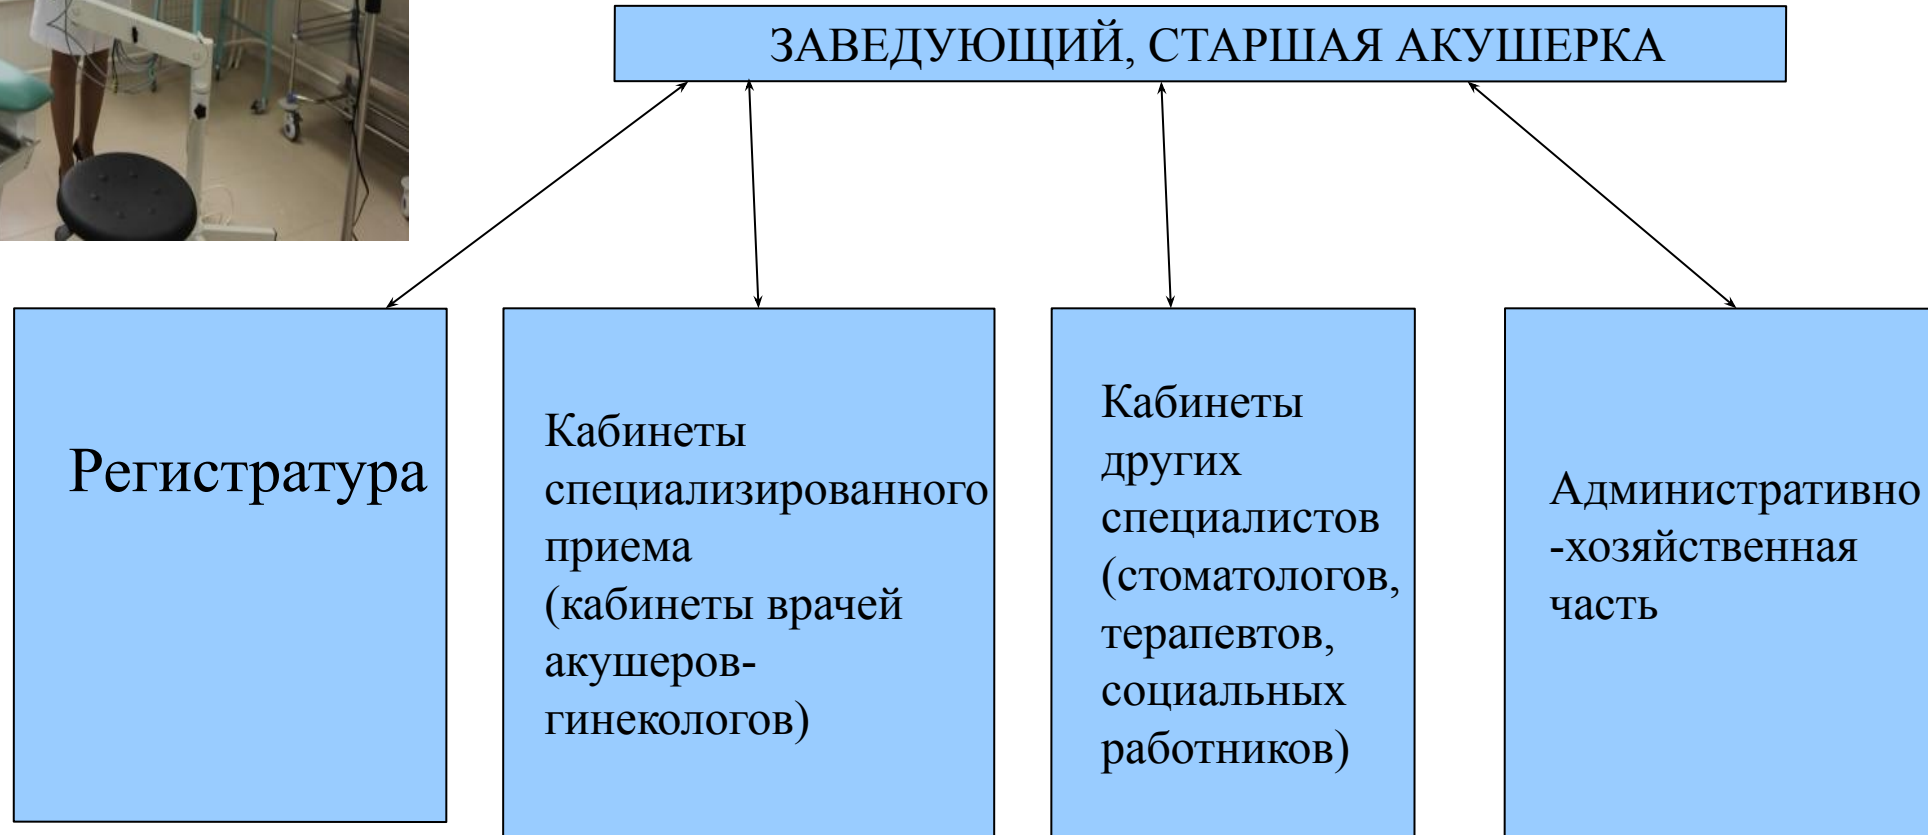 ЗАВЕДУЮЩИЙ, СТАРШАЯ АКУШЕРКА
Регистратура
Кабинеты
специализированного
приема
(кабинеты врачей
акушеров-
гинекологов)
Кабинеты
других
специалистов
(стоматологов,
терапевтов,
социальных
работников)
Административно
-хозяйственная
часть